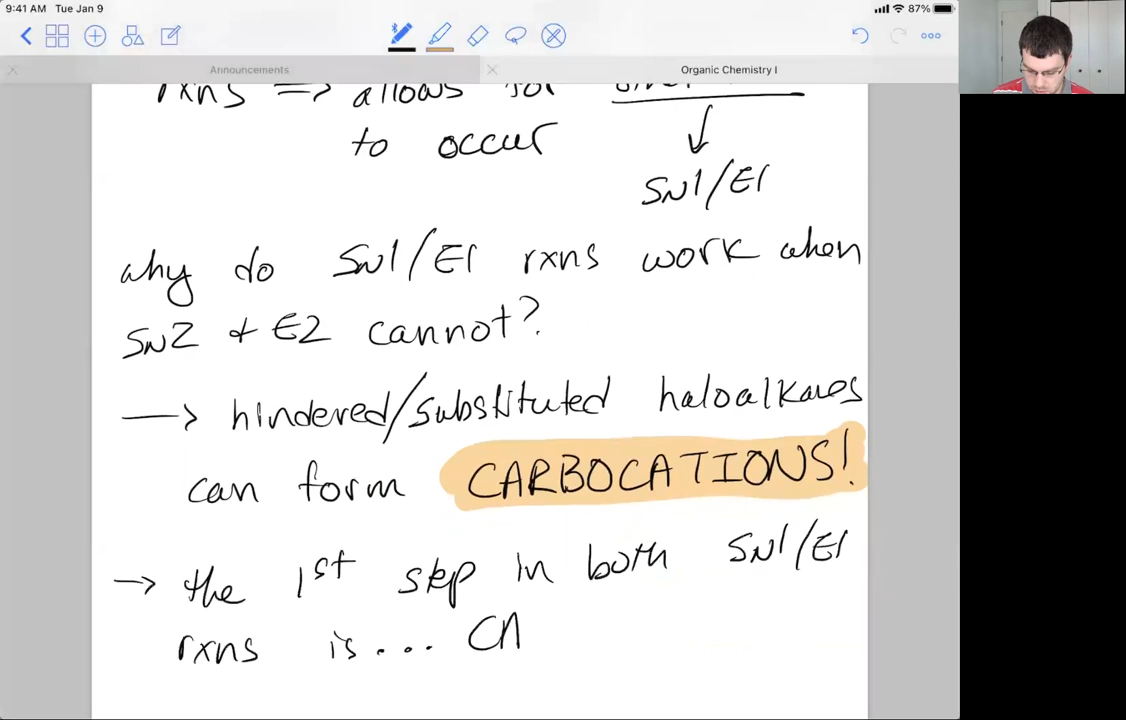 9:41 AM Tue Jan 9
87%
Announcements
Organic Chemistry I
rxns => allows for
to occur
SN1/E1
why do SN1/E1 rxns work when
SN2 + E2 cannot?
→ hindered/substituted haloalkanes
can form CARBOCATIONS!
→ the 1st step in both SN1/E1
rxns is... CA